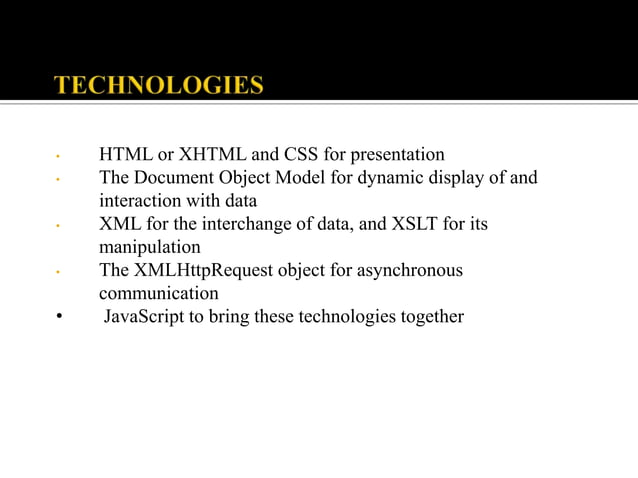 TECHNOLOGIES
• HTML or XHTML and CSS for presentation
• The Document Object Model for dynamic display of and
interaction with data
• XML for the interchange of data, and XSLT for its
manipulation
• The XMLHttpRequest object for asynchronous
communication
• JavaScript to bring these technologies together